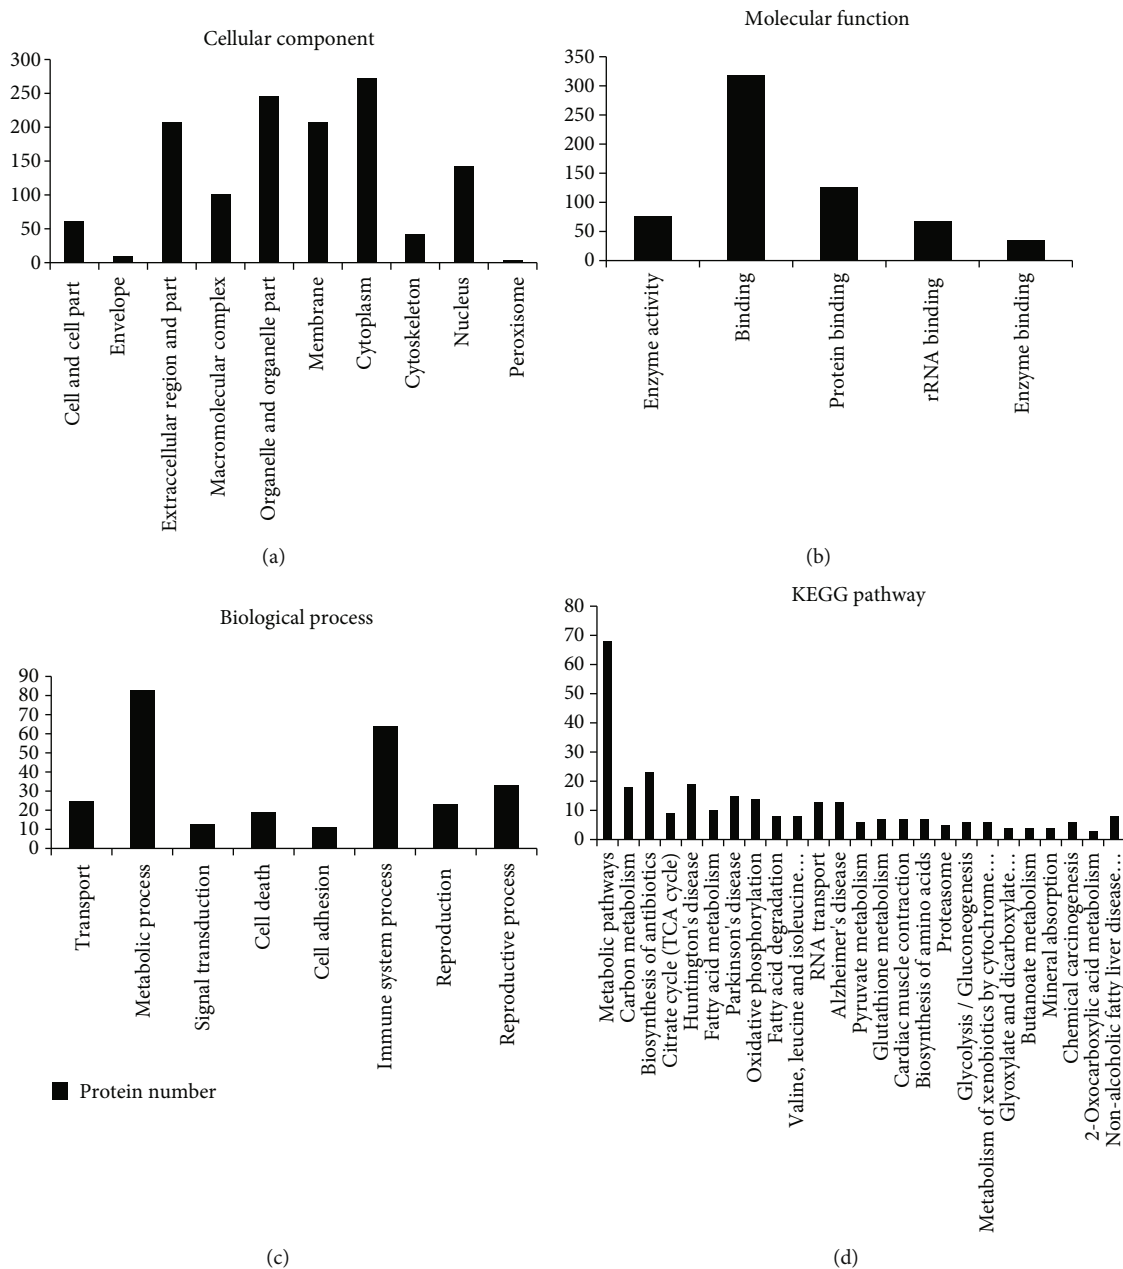 Cellular component
300
250
200
150
100
50
0
Cell and cell part
Envelope
Extraccellular region and part
Macromolecular complex
Organelle and organelle part
Membrane
Cytoplasm
Cytoskeleton
Nucleus
Peroxisome
(a)
Molecular function
350
300
250
200
150
100
50
0
Enzyme activity
Binding
Protein binding
rRNA binding
Enzyme binding
(b)
Biological process
90
80
70
60
50
40
30
20
10
0
Transport
Metabolic process
Signal transduction
Cell death
Cell adhesion
Immune system process
Reproduction
Reproductive process
Protein number
(c)
KEGG pathway
80
70
60
50
40
30
20
10
0
Metabolic pathways
Carbon metabolism
Biosynthesis of antibiotics
Citrate cycle (TCA cycle)
Huntington's disease
Fatty acid metabolism
Parkinson's disease
Oxidative phosphorylation
Fatty acid degradation
Valine, leucine and isoleucine...
RNA transport
Alzheimer's disease
Pyruvate metabolism
Glutathione metabolism
Cardiac muscle contraction
Biosynthesis of amino acids
Proteasome
Glycolysis / Gluconeogenesis
Metabolism of xenobiotics by cytochrome...
Glyoxylate and dicarboxylate...
Butanoate metabolism
Mineral absorption
Chemical carcinogenesis
2-Oxocarboxylic acid metabolism
Non-alcoholic fatty liver disease...
(d)